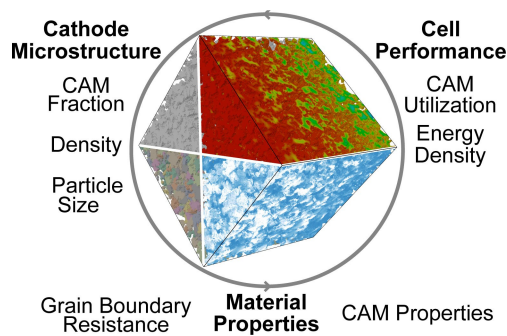 Cathode
Microstructure
CAM
Fraction
Density
Particle
Size
Cell
Performance
CAM
Utilization
Energy
Density
Grain Boundary
Resistance
Material
Properties
CAM Properties